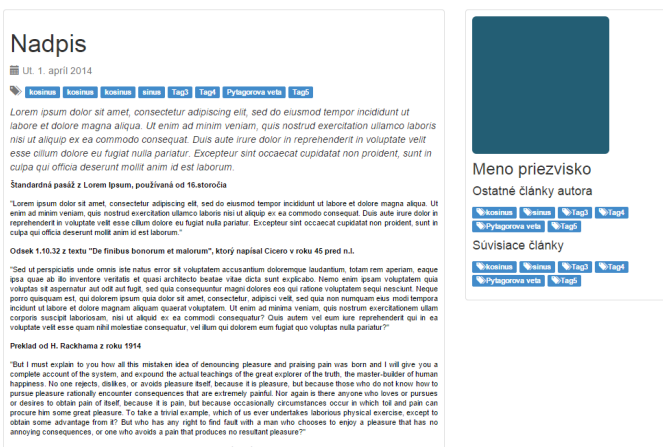 Nadpis
Ut. 1. apríl 2014
kosinus kosinus kosinus sinus Tag3 Tag4 Pytagorova veta Tag5
Lorem ipsum dolor sit amet, consectetur adipiscing elit, sed do eiusmod tempor incididunt ut
labore et dolore magna aliqua. Ut enim ad minim veniam, quis nostrud exercitation ullamco laboris
nisi ut aliquip ex ea commodo consequat. Duis aute irure dolor in reprehenderit in voluptate velit
esse cillum dolore eu fugiat nulla pariatur. Excepteur sint occaecat cupidatat non proident, sunt in
culpa qui officia deserunt mollit anim id est laborum.
Štandardná pasáž z Lorem Ipsum, používaná od 16.storočia
"Lorem ipsum dolor sit amet, consectetur adipiscing elit, sed do eiusmod tempor incididunt ut labore et dolore magna aliqua. Ut
enim ad minim veniam, quis nostrud exercitation ullamco laboris nisi ut aliquip ex ea commodo consequat. Duis aute irure dolor in
reprehenderit in voluptate velit esse cillum dolore eu fugiat nulla pariatur. Excepteur sint occaecat cupidatat non proident, sunt in
culpa qui officia deserunt mollit anim id est laborum."
Odsek 1.10.32 z textu "De finibus bonorum et malorum", ktorý napísal Cicero v roku 45 pred n.l.
"Sed ut perspiciatis unde omnis iste natus error sit voluptatem accusantium doloremque laudantium, totam rem aperiam, eaque
ipsa quae ab illo inventore veritatis et quasi architecto beatae vitae dicta sunt explicabo. Nemo enim ipsam voluptatem quia
voluptas sit aspernatur aut odit aut fugit, sed quia consequuntur magni dolores eos qui ratione voluptatem sequi nesciunt. Neque
porro quisquam est, qui dolorem ipsum quia dolor sit amet, consectetur, adipisci velit, sed quia non numquam eius modi tempora
incidunt ut labore et dolore magnam aliquam quaerat voluptatem. Ut enim ad minima veniam, quis nostrum exercitationem ullam
corporis suscipit laboriosam, nisi ut aliquid ex ea commodi consequatur? Quis autem vel eum iure reprehenderit qui in ea
voluptate velit esse quam nihil molestiae consequatur, vel illum qui dolorem eum fugiat quo voluptas nulla pariatur?"
Preklad od H. Rackhama z roku 1914
"But I must explain to you how all this mistaken idea of denouncing pleasure and praising pain was born and I will give you a
complete account of the system, and expound the actual teachings of the great explorer of the truth, the master-builder of human
happiness. No one rejects, dislikes, or avoids pleasure itself, because it is pleasure, but because those who do not know how to
pursue pleasure rationally encounter consequences that are extremely painful. Nor again is there anyone who loves or pursues
or desires to obtain pain of itself, because it is pain, but because occasionally circumstances occur in which toil and pain can
procure him some great pleasure. To take a trivial example, which of us ever undertakes laborious physical exercise, except to
obtain some advantage from it? But who has any right to find fault with a man who chooses to enjoy a pleasure that has no
annoying consequences, or one who avoids a pain that produces no resultant pleasure?"
Meno priezvisko
Ostatné články autora
kosinus sinus Tag3 Tag4
Pytagorova veta Tag5
Súvisiace články
kosinus sinus Tag3 Tag4
Pytagorova veta Tag5